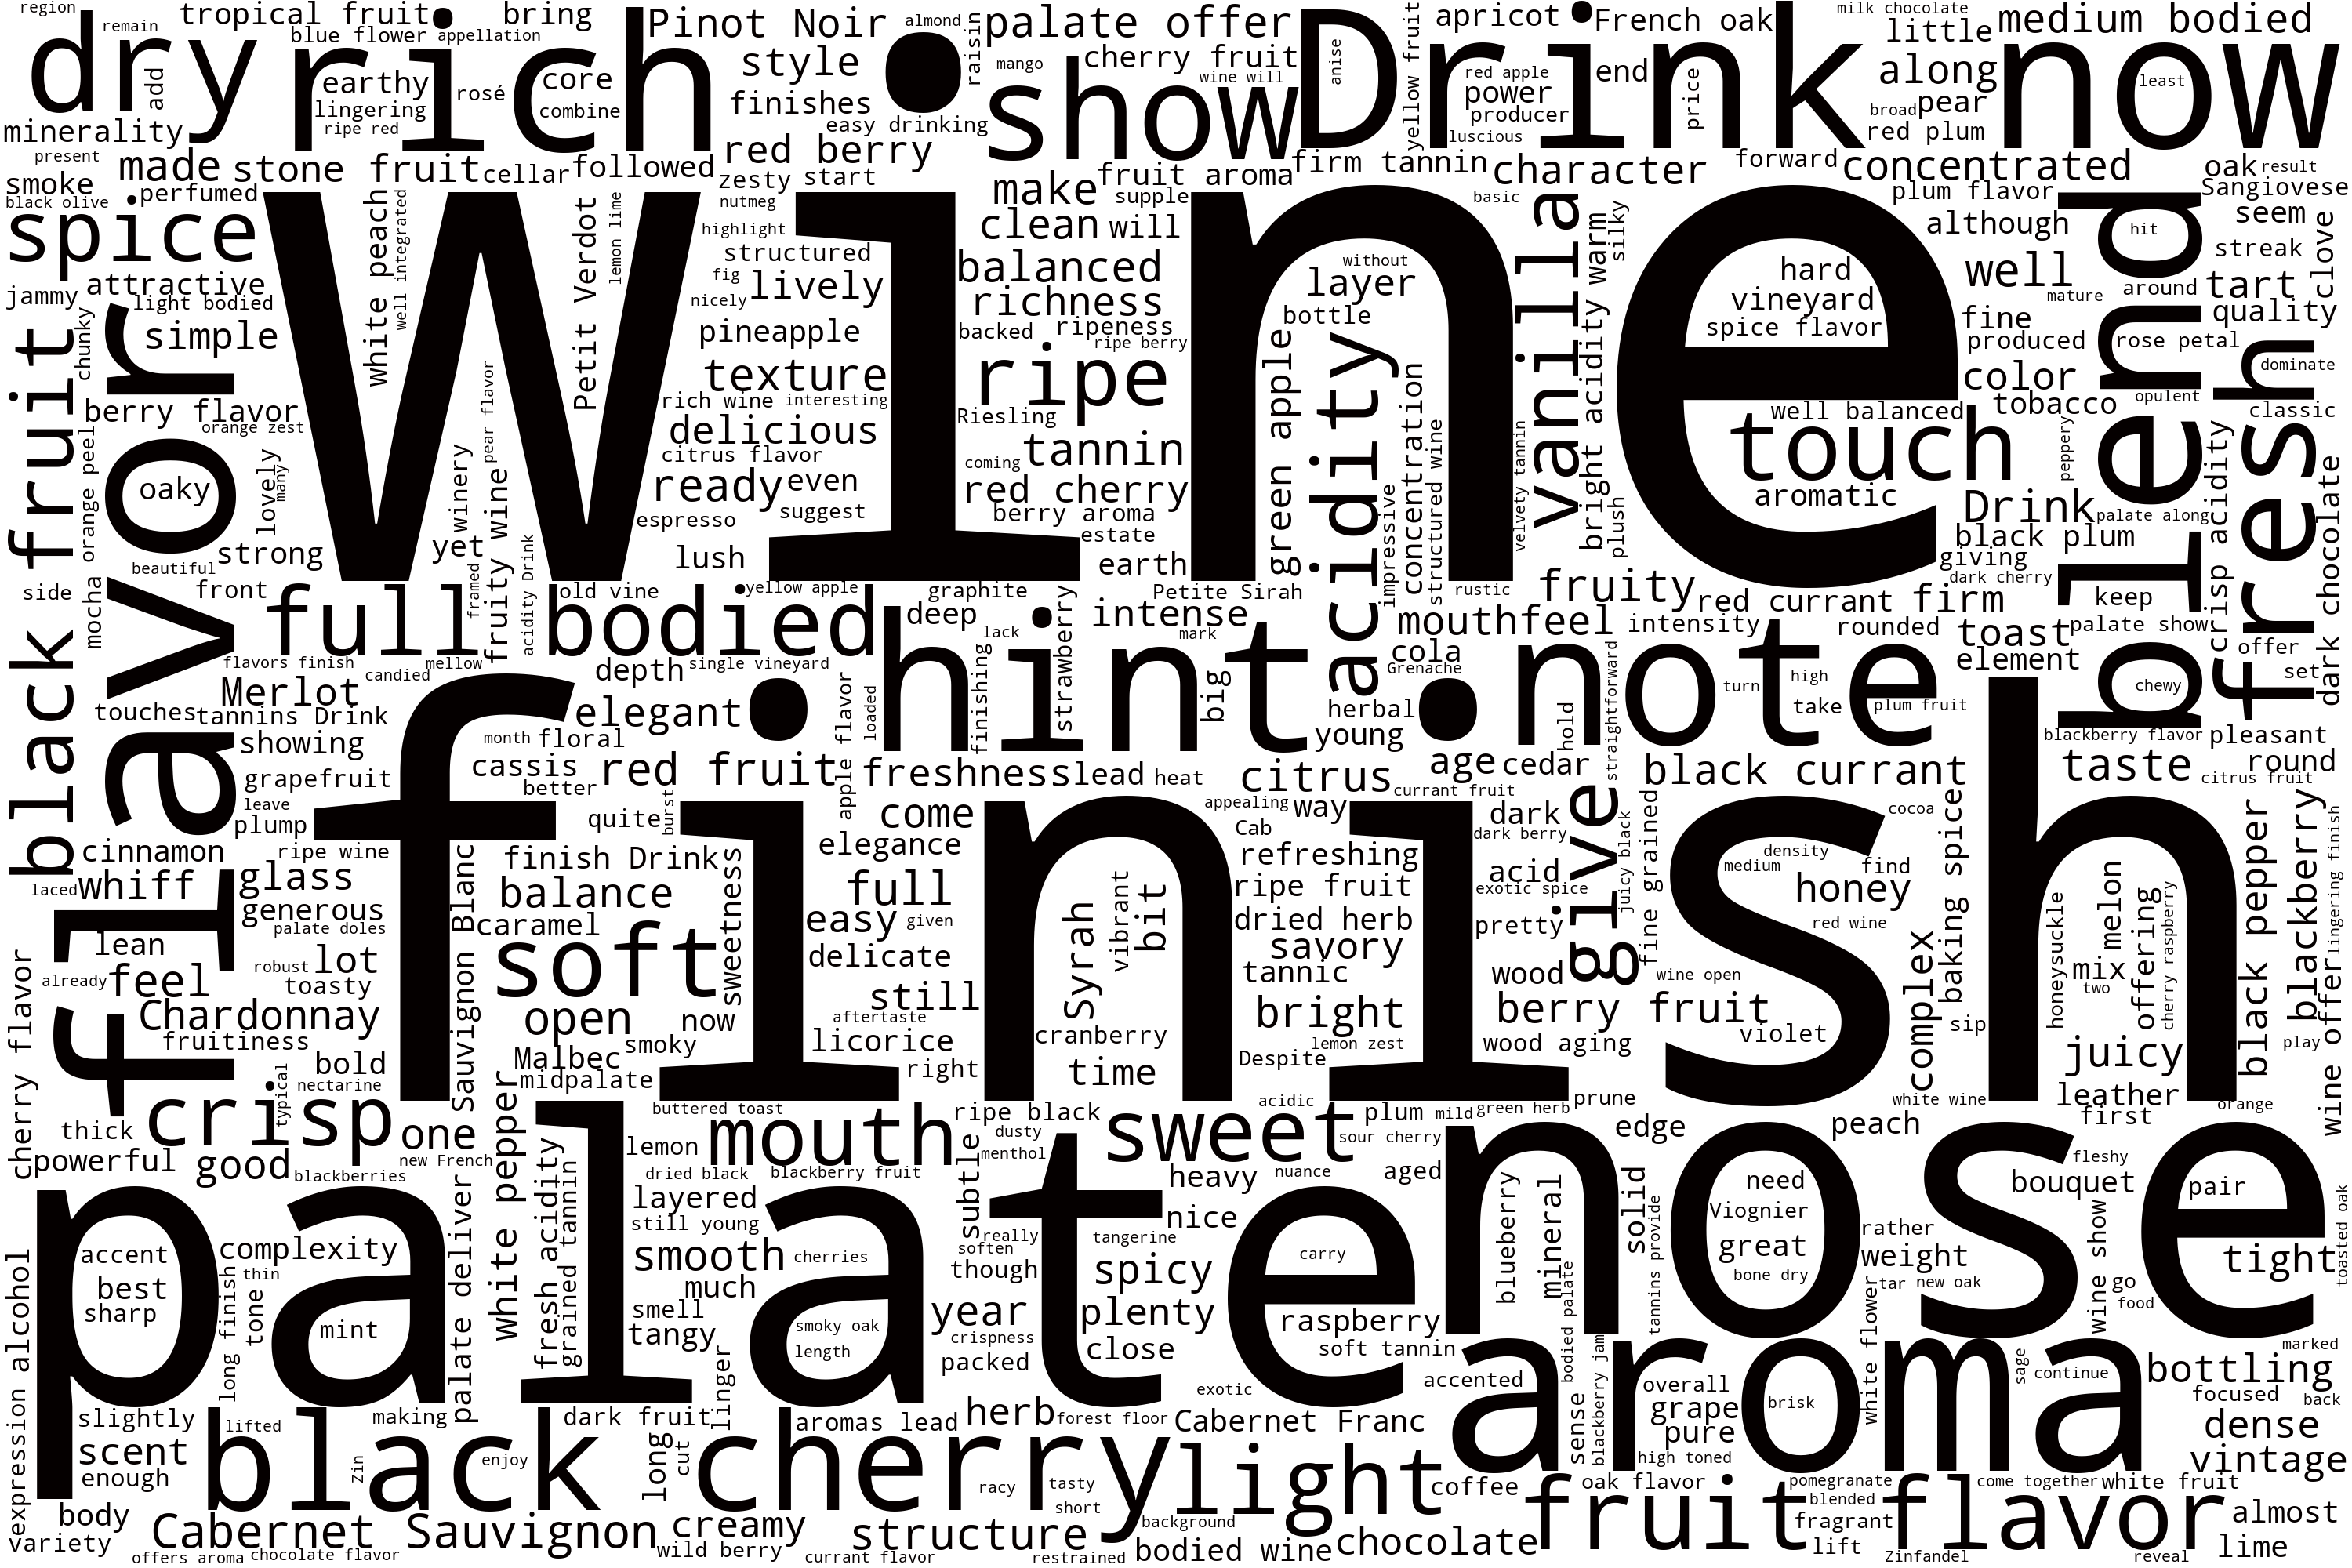 region
dry
remain
tropical fruit
blue flower
appellation
bring
rich
add
earthy
lingering
ripe red
rosé
core
combine
Pinot Noir
style
finishes
easy drinking
almond
raisin
palate offer
mango
cherry fruit
wine will
show
anise
Drink now
yellow fruit
apricot
French oak
red apple
power
producer
luscious
end
price
milk chocolate
little
medium bodied
along
broad
pear
red plum
least
minerality
present
made
stone fruit
cellar
followed
red berry
zesty start
nutmeg
smoke
black olive
perfumed
spice
attractive
jammy
light bodied
chunky
simple
berry flavor
orange zest
orange peel
black fruit
flavor
oaky
lovely
many
strong
beautiful
front
side
mocha
wine
white peach
well integrated
Petit Verdot
lemon lime
highlight
structured
fig
nicely
lively
pineapple
texture
rich wine
interesting
delicious
citrus flavor
ready
even
espresso
suggest
lush
pear flavor
winery
yet
fruity wine
framed
acidity Drink
make
fruit aroma
supple
clean
will
balanced
richness
backed
ripeness
ripe berry
ripe
Riesling
coming
tannin
red cherry
berry aroma
estate
earth
firm tannin
character
basic
forward
concentrated
oak
result
Sangiovese
plum flavor
although
seem
streak
clove
without
layer
bottle
green apple
acidity
concentration
structured wine
impressive
velvety tannin
vanilla
bright acidity
warm
silky
plush
hard
vineyard
spice flavor
well
mature
fine
produced
color
tobacco
well balanced
touch
aromatic
Drink
black plum
giving
dark cherry
blend
hit
around
rose petal
opulent
peppery
palate along
tart
quality
dominate
classic
fresh
crisp acidity
dark chocolate
keep
palate show
offer
set
chewy
full bodied
old vine
yellow apple
graphite
deep
lack
Petite Sirah
intense
mark
rustic
fruity
red currant
firm
mouthfeel
intensity
rounded
toast
element
cola
Grenache
hint
strawberry
finishing
big
herbal
young
note
turn
high
take
plum fruit
hold
straightforward
flavors finish
candied
mellow
Merlot
touches
tannins Drink
showing
grapefruit
leave
plump
depth
single vineyard
elegant
month
floral
cassis
better
red fruit
apple flavor
loaded
freshness
lead
heat
citrus
age
cedar
currant fruit
black currant
blackberry flavor
pleasant
taste
round
citrus fruit
finish
quite
burst
come
elegance
appealing
way
Cab
dark
dark berry
give
juicy black
fine grained
cocoa
cinnamon
ripe wine
whiff
laced
glass
generous
palate doles
lean
already
feel
robust
lot
toasty
Chardonnay
fruitiness
bold
nectarine
typical
Sauvignon Blanc
finish Drink
balance
caramel
sweetness
soft
open
now
Malbec
smoky
midpalate
full
easy
given
delicate
still
aftertaste
licorice
right
Syrah
vibrant
bit
cranberry
time
refreshing
ripe fruit
dried herb
savory
tannic
bright
lemon zest
Despite
acid
exotic spice
pretty
wood
berry fruit
wood aging
density
medium
find
honey
red wine
wine open
violet
baking spice
complex
sip
honeysuckle
melon
mix
two
offering
cherry raspberry
juicy
leather
first
black pepper
blackberry
lingering finish
play
wine offer
orange
cherry flavor
thick
powerful
crisp
good
blackberries
one
new French
buttered toast
lemon
mouth
dried black
blackberry fruit
ripe black
dusty
menthol
subtle
acidic
sweet
plum
mild
green herb
sour cherry
prune
white wine
edge
peach
heavy
nuance
aged
nice
palate
accent
best
sharp
complexity
thin
long finish
tone
mint
palate deliver
white pepper
fresh acidity
grained tannin
layered
still young
smooth
cherries
much
smell
tangy
smoky oak
length
linger
really
soften
though
tangerine
spicy
year
plenty
crispness
packed
close
carry
raspberry
soft tannin
nose
blueberry
mineral
bodied palate
solid
tannins provide
need
Viognier
great
bone dry
rather
weight
tar
new oak
white flower
bouquet
fleshy
pair
wine show
go
food
tight
toasted oak
expression
alcohol
slightly
scent
enough
lifted
making
black cherry
Zin
enjoy
dark fruit
long
cut
aromas lead
herb
forest floor
exotic
Cabernet Franc
accented
racy
tasty
short
aroma
sense
blackberry jam
overall
grape
pure
high toned
brisk
sage
continue
bottling
marked
focused
back
dense
vintage
body
variety
Cabernet Sauvignon
offers aroma
chocolate flavor
creamy
wild berry
structure
currant flavor
restrained
light
background
bodied wine
coffee
chocolate
fruit flavor
oak flavor
pomegranate
blended
fragrant
lift
Zinfandel
come together
white fruit
almost
lime
reveal